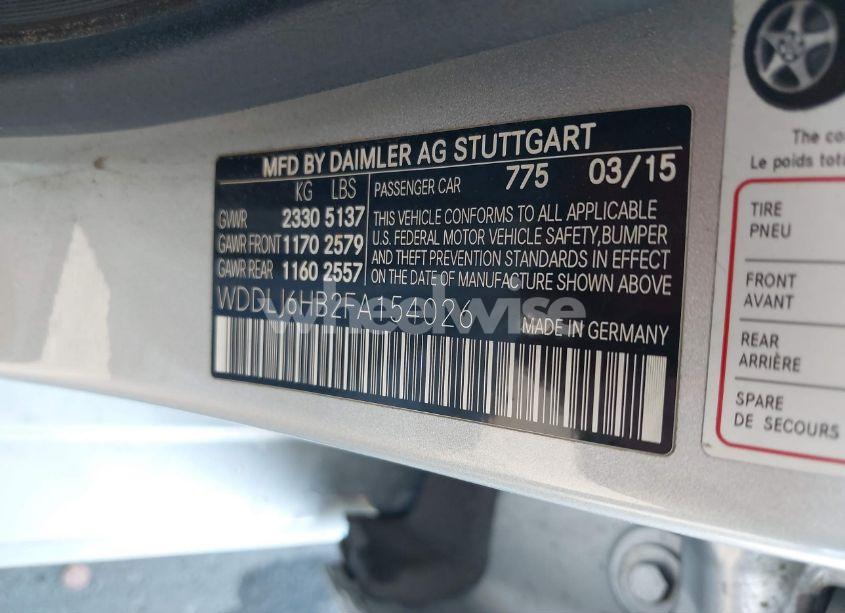 MFD BY DAIMLER AG STUTTGART
KG LBS PASSENGER CAR 775 03/15
GVWR 2330 5137
GAWR FRONT 1170 2579
GAWR REAR 1160 2557
THIS VEHICLE CONFORMS TO ALL APPLICABLE
U.S. FEDERAL MOTOR VEHICLE SAFETY, BUMPER
AND THEFT PREVENTION STANDARDS IN
EFFECT ON THE DATE OF MANUFACTURE SHOWN ABOVE
WDDLJ6HB2FA154026
MADE IN GERMANY
wheelwise
The co
Le poids tot
TIRE
PNEU
FRONT
AVANT
REAR
ARRIÈRE
SPARE
DE SECOURS